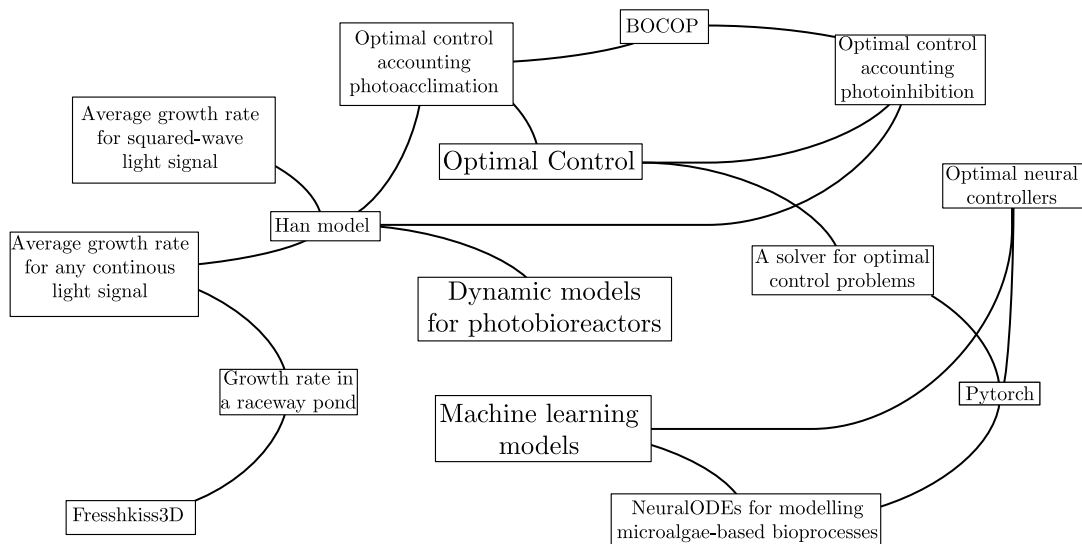 BOCOP
Optimal control
accounting
photoacclimation
Optimal control
accounting
photoinhibition
Average growth rate
for squared-wave
light signal
Optimal Control
Optimal neural
controllers
Han model
Average growth rate
for any continous
light signal
A solver for optimal
control problems
Dynamic models
for photobioreactors
Growth rate in
a raceway pond
Pytorch
Machine learning
models
Fresshkiss3D
NeuralODEs for modelling
microalgae-based bioprocesses